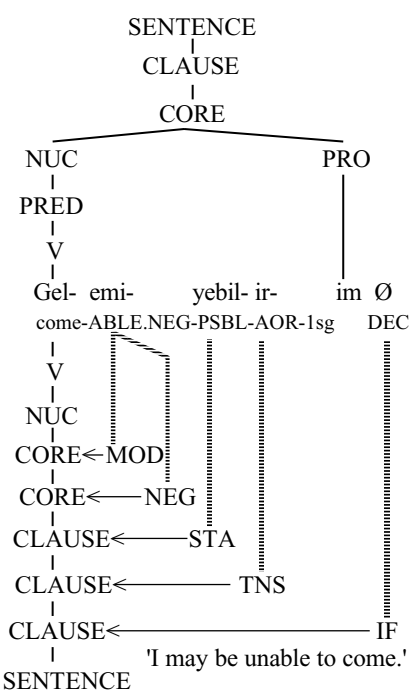 SENTENCE
CLAUSE
CORE
NUC PRO
PRED
V
Gel- emi- yebil- ir- im Ø
come-ABLE.NEG-PSBL-AOR-1sg DEC
V
NUC
CORE MOD
CORE NEG
CLAUSE STA
CLAUSE TNS
CLAUSE IF
'I may be unable to come.'
SENTENCE